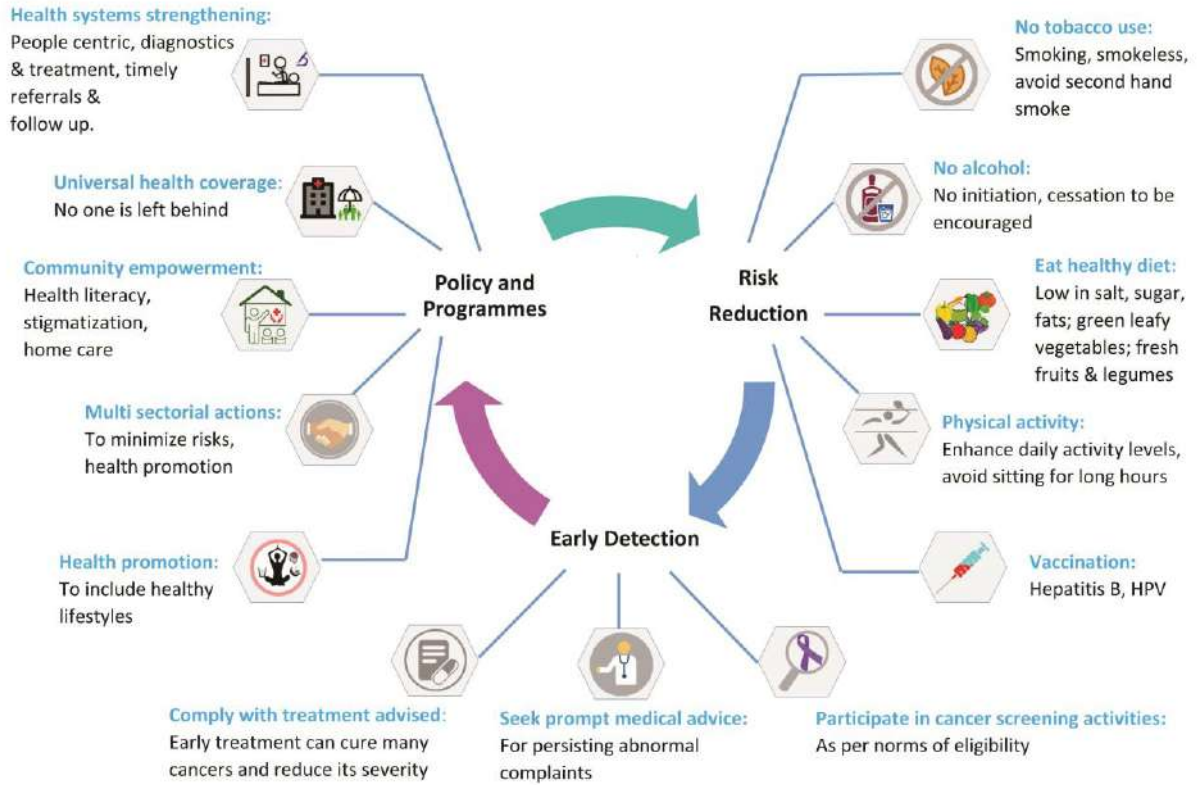 Health systems strengthening:
People centric, diagnostics
& treatment, timely
referrals &
follow up.
Universal health coverage:
No one is left behind
Community empowerment:
Health literacy,
stigmatization,
home care
Multi sectorial actions:
To minimize risks,
health promotion
Health promotion:
To include healthy
lifestyles
Policy and
Programmes
Risk
Reduction
Early Detection
No tobacco use:
Smoking, smokeless,
avoid second hand
smoke
No alcohol:
No initiation, cessation to be
encouraged
Eat healthy diet:
Low in salt, sugar,
fats; green leafy
vegetables; fresh
fruits & legumes
Physical activity:
Enhance daily activity levels,
avoid sitting for long hours
Vaccination:
Hepatitis B, HPV
Comply with treatment advised:
Early treatment can cure many
cancers and reduce its severity
Seek prompt medical advice:
For persisting abnormal
complaints
Participate in cancer screening activities:
As per norms of eligibility